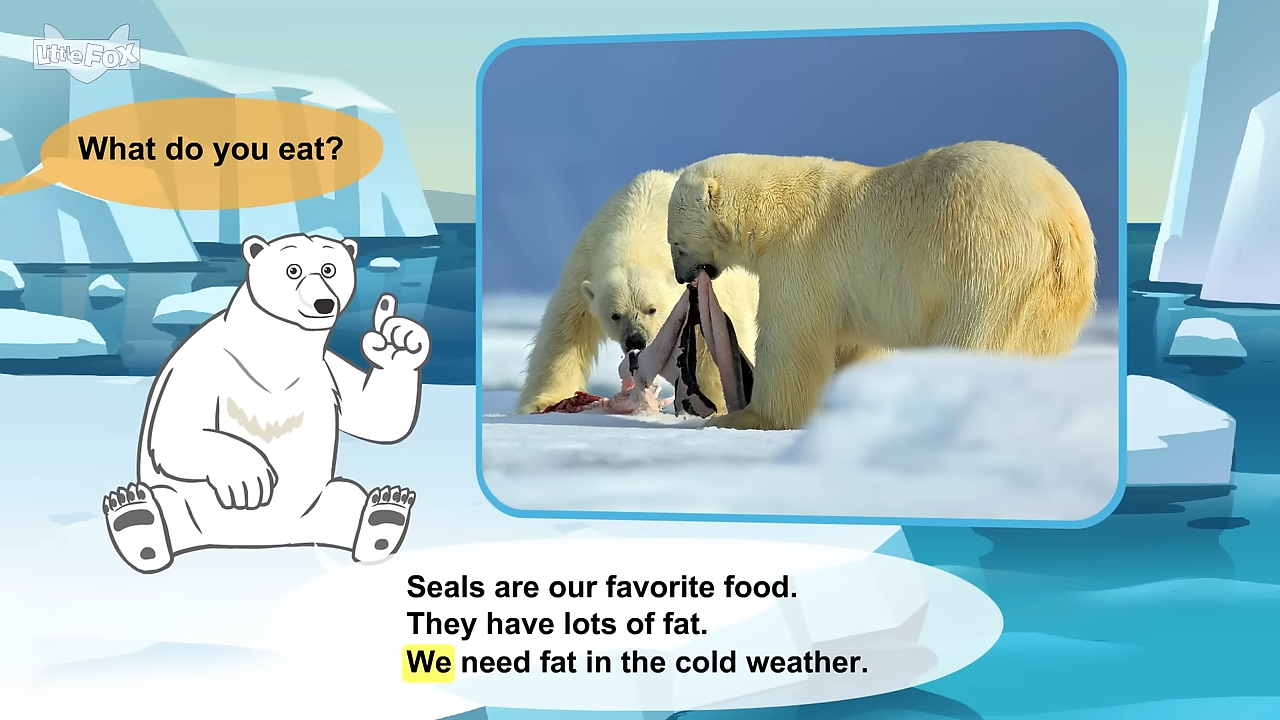 Little Fox
What do you eat?
Seals are our favorite food.
They have lots of fat.
We need fat in the cold weather.